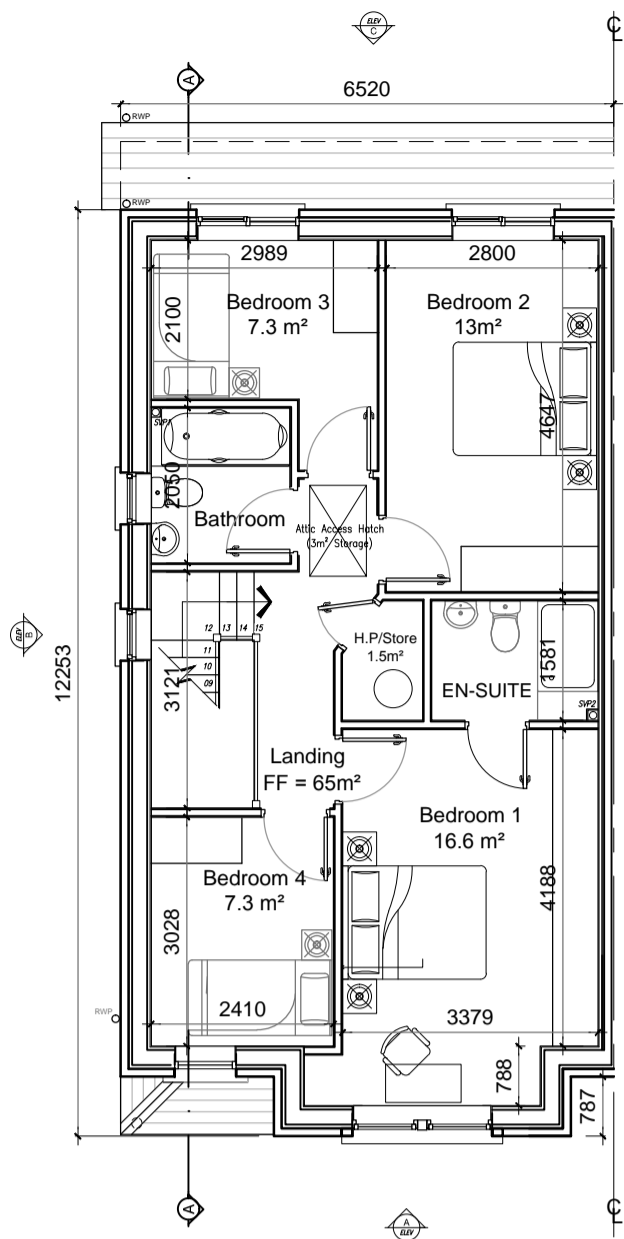 ELEV
C
CL
A
6520
RWP
RWP
2989
2800
Bedroom 3
7.3 m²
Bedroom 2
13m²
2100
4647
SVP1
2050
Bathroom
Attic Access Hatch
(3m² Storage)
ELEV
B
12253
12 13 14 15
11
10
09
3121
H.P/Store
1.5m²
1581
EN-SUITE
SVP2
Landing
FF = 65m²
Bedroom 1
16.6 m²
Bedroom 4
7.3 m²
3028
4188
2410
3379
RWP
788
787
A
A
ELEV
CL